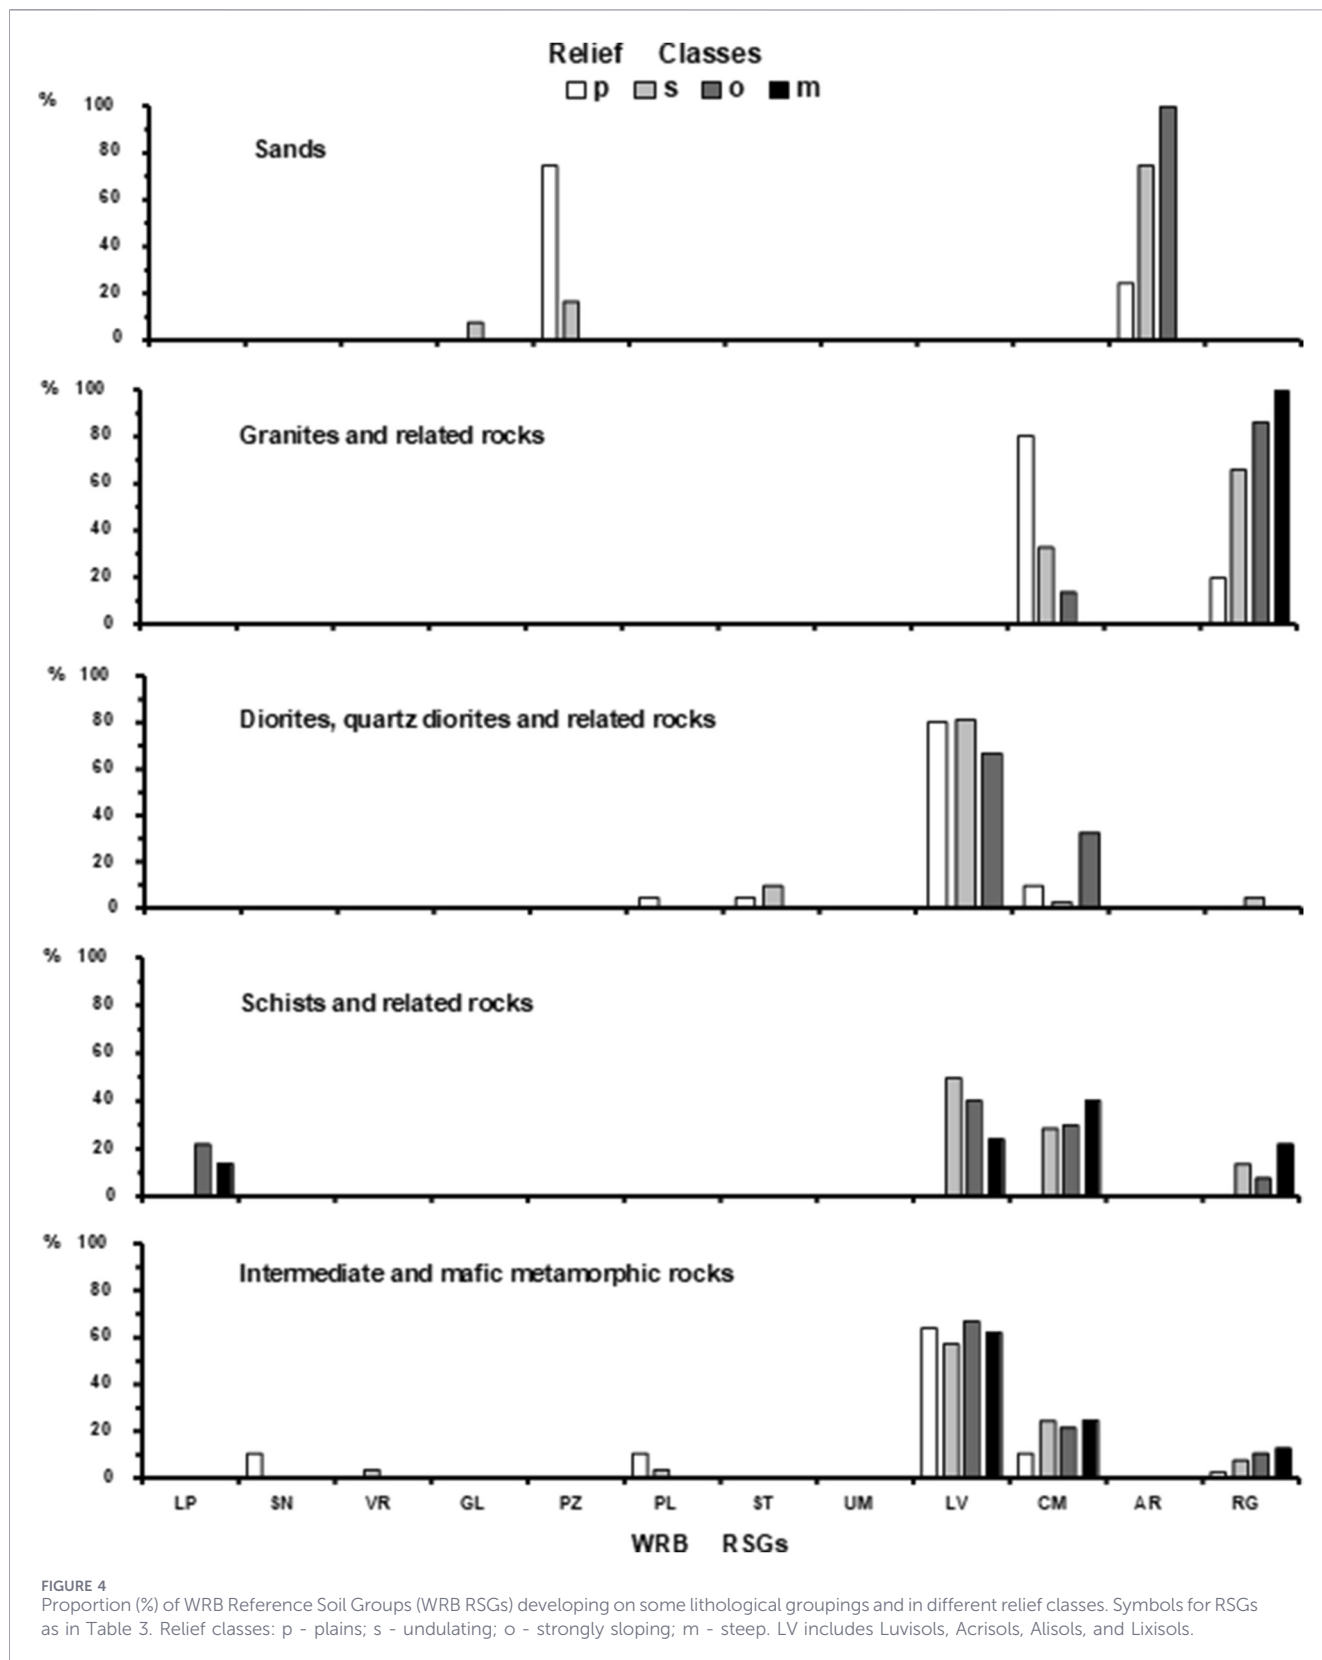 Relief Classes
p s o m
% 100
80
60
40
20
0
Sands
% 100
80
60
40
20
0
Granites and related rocks
% 100
80
60
40
20
0
Diorites, quartz diorites and related rocks
% 100
80
60
40
20
0
Schists and related rocks
% 100
80
60
40
20
0
Intermediate and mafic metamorphic rocks
LP SN VR GL PZ PL ST UM LV CM AR RG
WRB RSGs
FIGURE 4
Proportion (%) of WRB Reference Soil Groups (WRB RSGs) developing on some lithological groupings and in different relief classes. Symbols for RSGs
as in Table 3. Relief classes: p - plains; s - undulating; o - strongly sloping; m - steep. LV includes Luvisols, Acrisols, Alisols, and Lixisols.